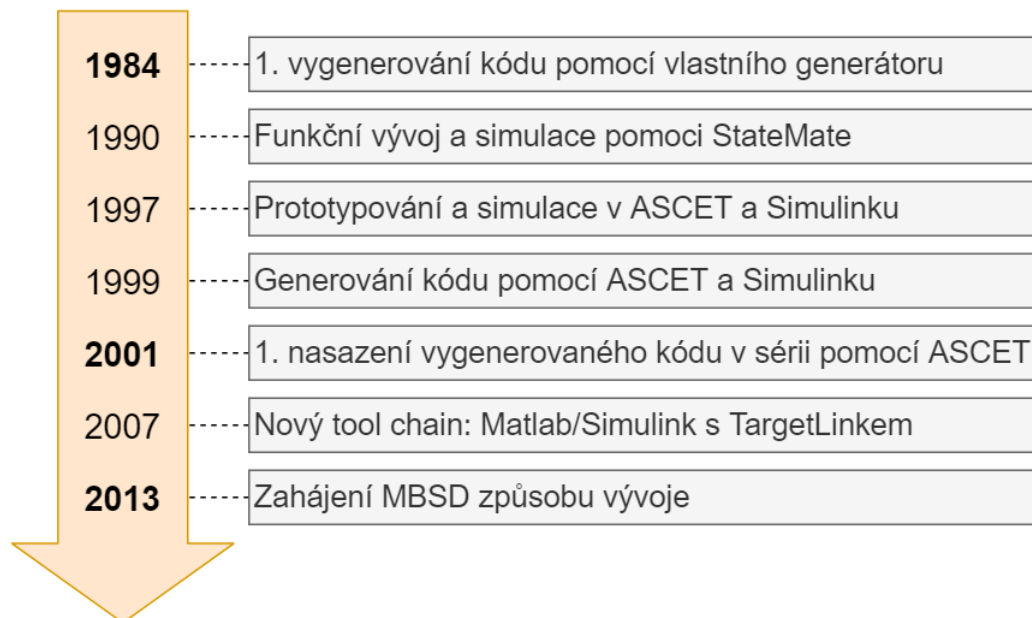 1984 1. vygenerování kódu pomocí vlastního generátoru
1990 Funkční vývoj a simulace pomoci StateMate
1997 Prototypování a simulace v ASCET a Simulinku
1999 Generování kódu pomocí ASCET a Simulinku
2001 1. nasazení vygenerovaného kódu v sérii pomocí ASCET
2007 Nový tool chain: Matlab/Simulink s TargetLinkem
2013 Zahájení MBSD způsobu vývoje